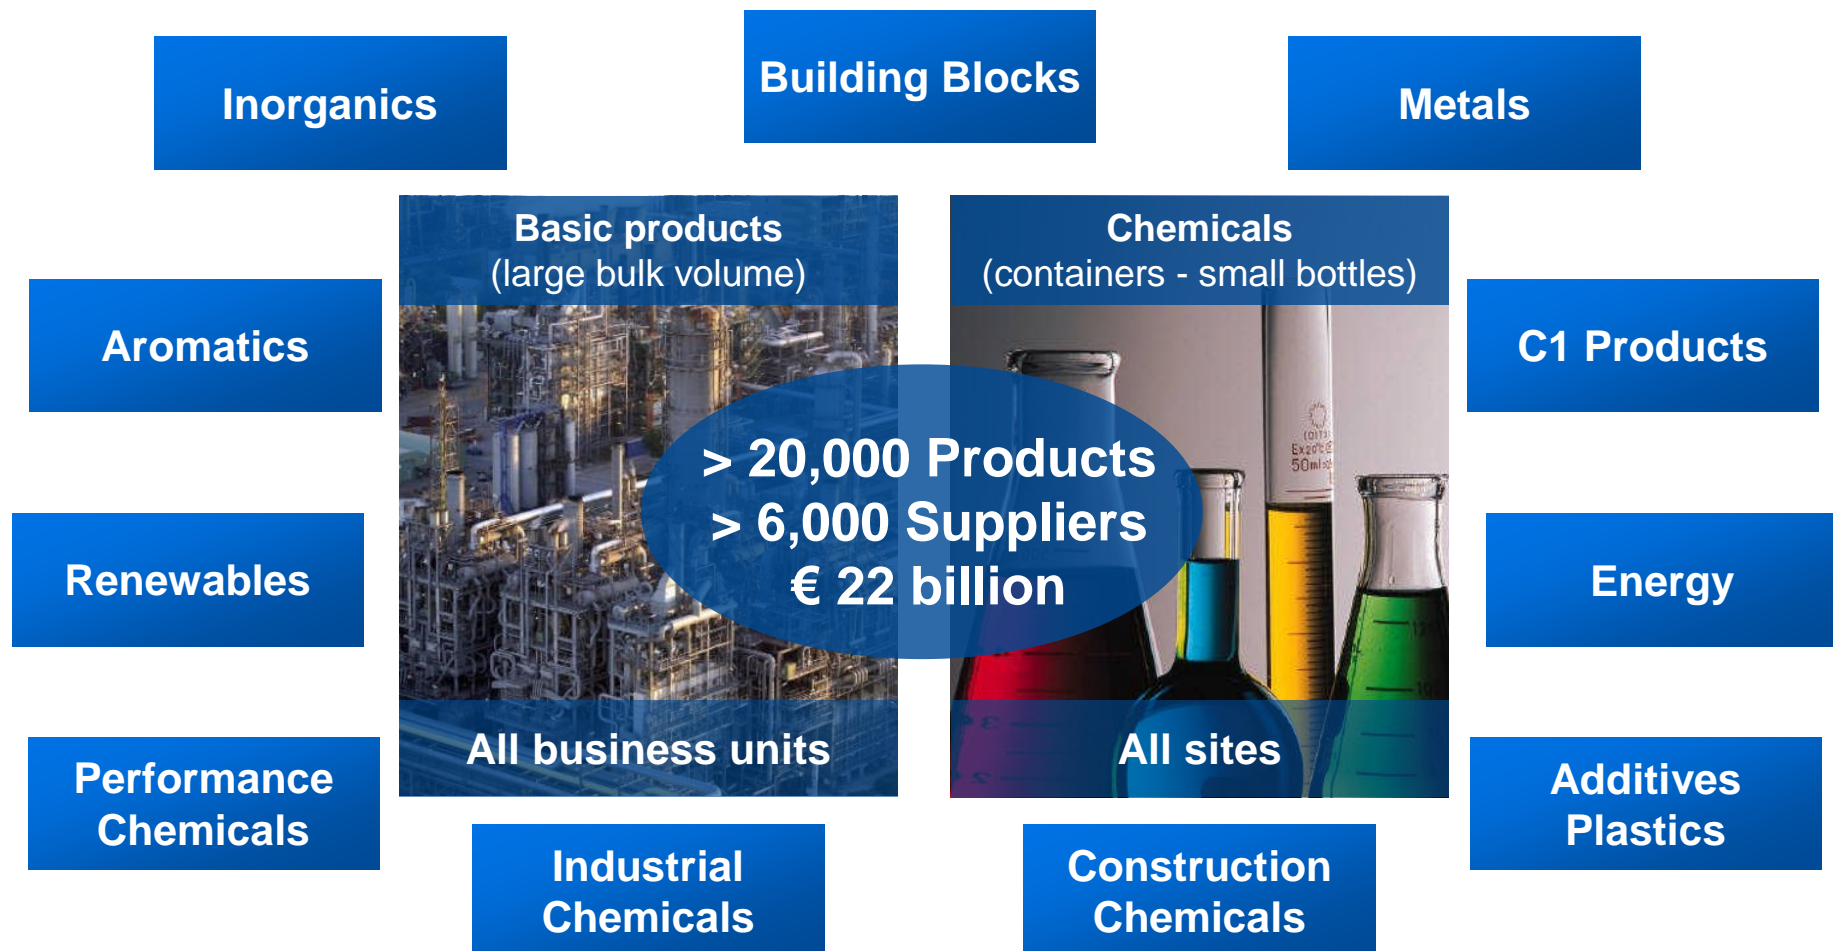 Building Blocks
Inorganics
Metals
Basic products
(large bulk volume)
Chemicals
(containers - small bottles)
Aromatics
C1 Products
> 20,000 Products
> 6,000 Suppliers
€ 22 billion
Renewables
Energy
All business units
All sites
Performance
Chemicals
Additives
Plastics
Industrial
Chemicals
Construction
Chemicals